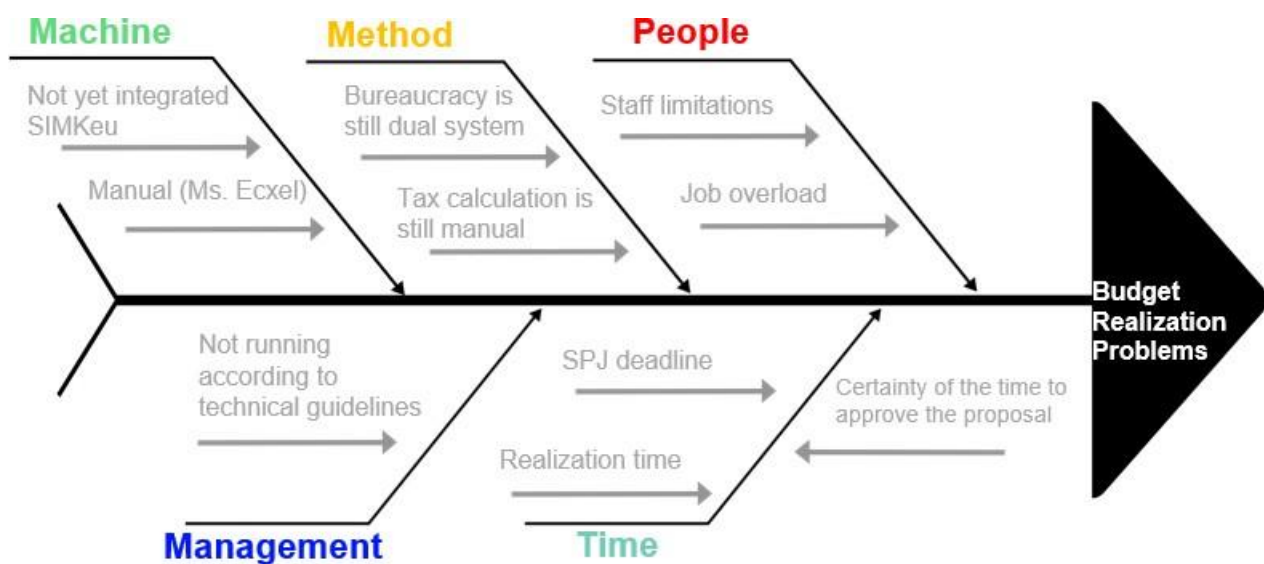 Machine
Not yet integrated
SIMKeu
Manual (Ms. Ecxel)
Method
Bureaucracy is
still dual system
Tax calculation is
still manual
People
Staff limitations
Job overload
Budget
Realization
Problems
Not running
according to
technical guidelines
Management
SPJ deadline
Realization time
Certainty of the time to
approve the proposal
Time